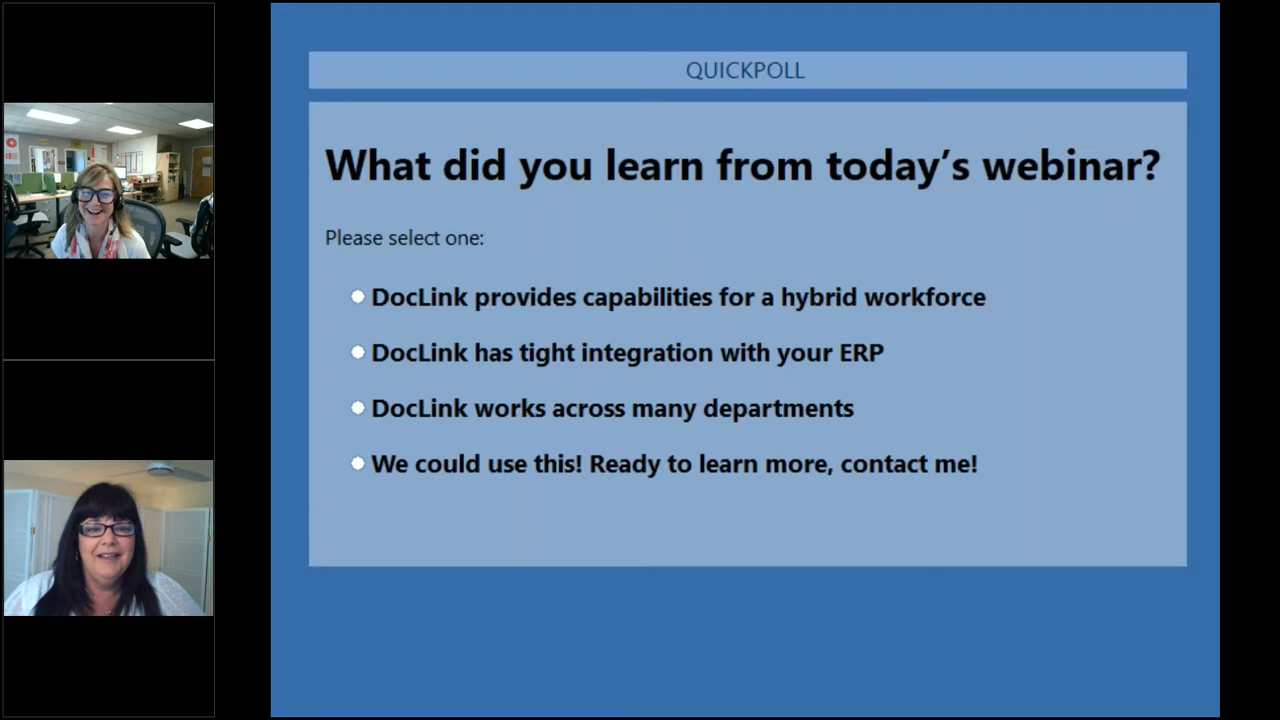 QUICKPOLL
What did you learn from today’s webinar?
Please select one:
DocLink provides capabilities for a hybrid workforce
DocLink has tight integration with your ERP
DocLink works across many departments
We could use this! Ready to learn more, contact me!